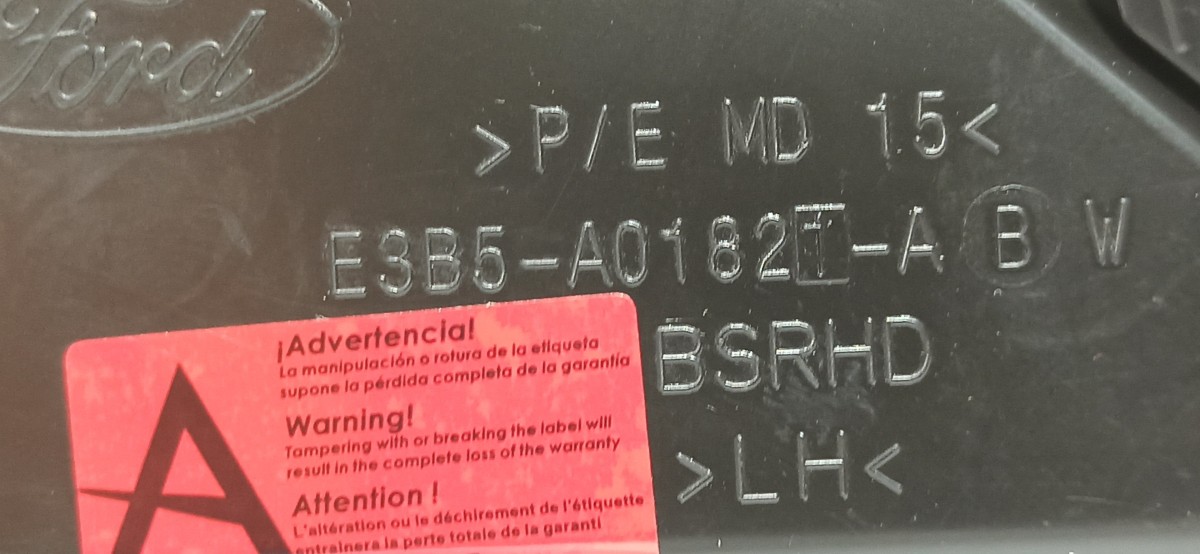 Ford
>P/E MD 15<
E3B5-A0182T-A B W
BSRHD
>LH<
¡Advertencia!
La manipulación o rotura de la etiqueta
supone la pérdida completa de la garantía
Warning!
Tampering with or breaking the label will
result in the complete loss of the warranty
Attention !
L'altération ou le déchirement de l'étiquette
entrainera la perte totale de la garanti
A